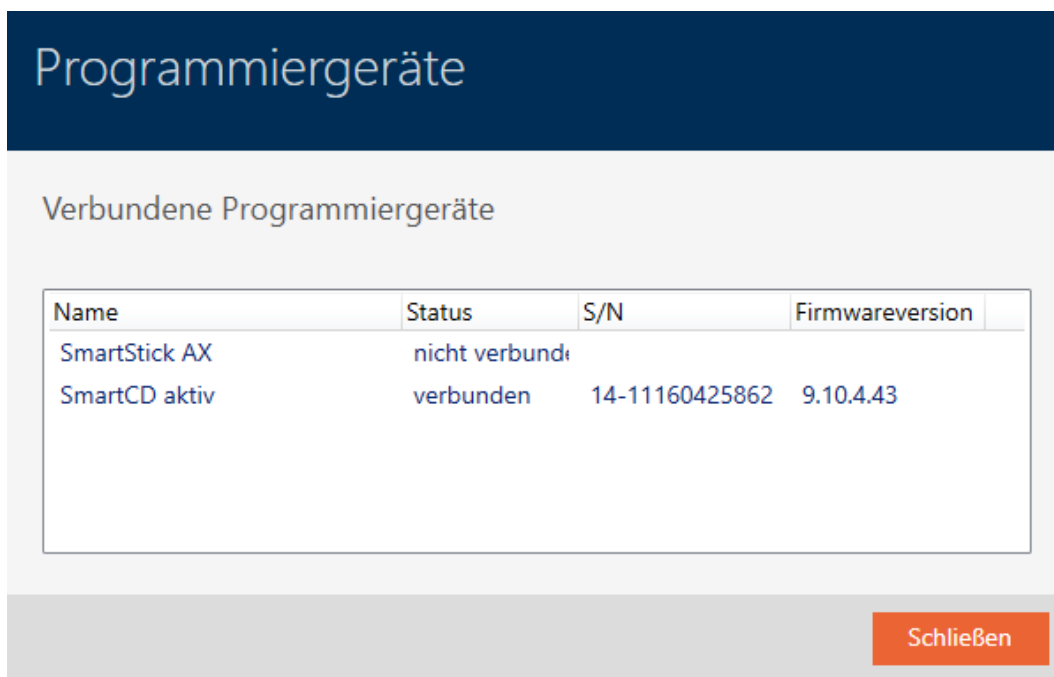 Programmiergeräte
Verbundene Programmiergeräte
Name Status S/N Firmwareversion
SmartStick AX nicht verbunde
SmartCD aktiv verbunden 14-11160425862 9.10.4.43
Schließen